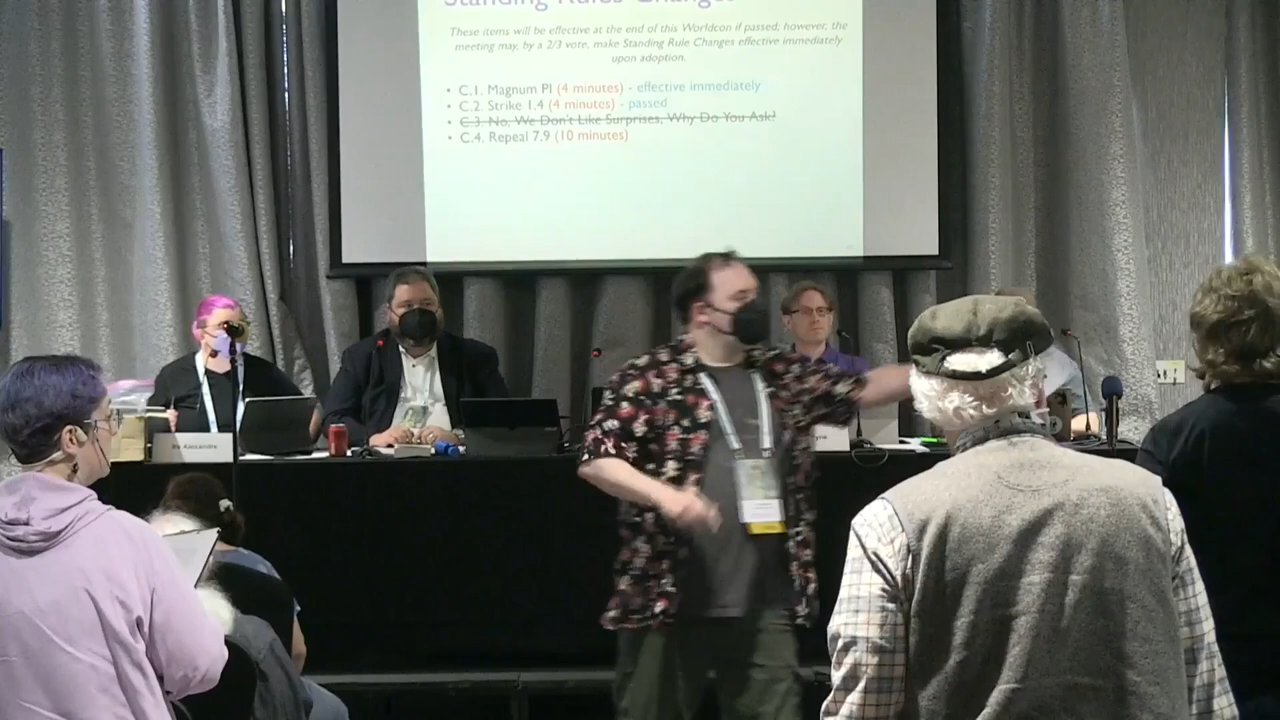 Standing Rules Changes
These items will be effective at the end of this Worldcon if passed; however, the
meeting may, by a 2/3 vote, make Standing Rule Changes effective immediately
upon adoption.
• C.1. Magnum PI (4 minutes) - effective immediately
• C.2. Strike 1.4 (4 minutes) - passed
• C.3. No, We Don't Like Surprises, Why Do You Ask?
• C.4. Repeal 7.9 (10 minutes)
Ira Alexandre